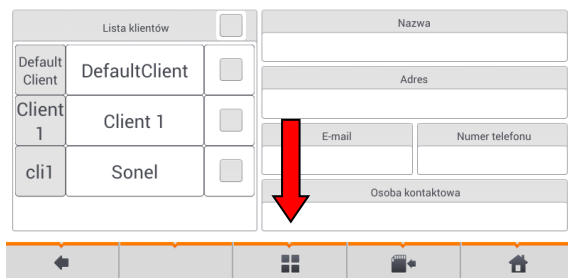 Lista klientów
Default
Client
DefaultClient
Client
1
Client 1
cli1
Sonel
Nazwa
Adres
E-mail
Numer telefonu
Osoba kontaktowa